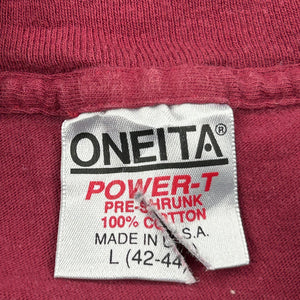 ONEITA®
POWER-T
PRE-SHRUNK
100% COTTON
MADE IN U.S.A.
L (42-44)